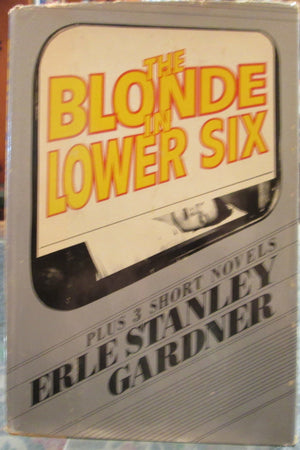 THE
BLONDE
IN
LOWER SIX
PLUS 3 SHORT NOVELS
ERLE STANLEY
GARDNER